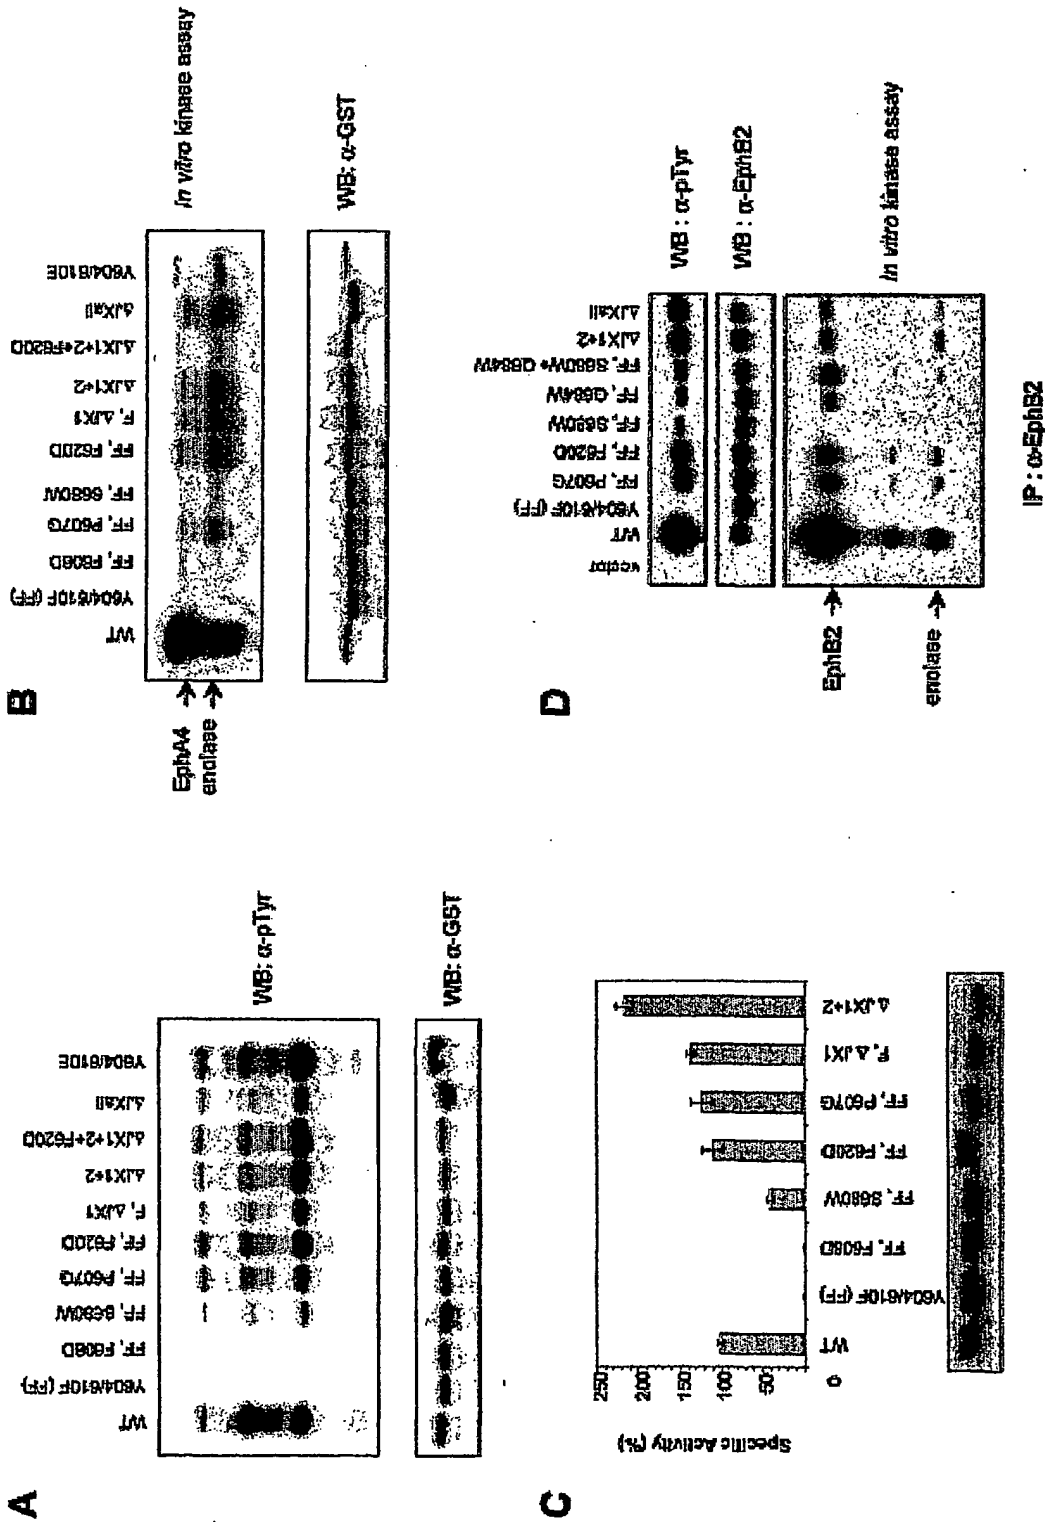 A
WT
Y604/610F (FF)
FF, F608D
FF, S680W
FF, P607G
FF, F620D
F, ΔJX1
ΔJX1+2
ΔJX1+2+F620D
ΔJXall
Y604/610E
WB: α-pTyr
WB: α-GST
B
WT
Y604/610F (FF)
FF, F608D
FF, P607G
FF, S680W
FF, F620D
F, ΔJX1
ΔJX1+2
ΔJX1+2+F620D
ΔJXall
Y604/610E
EphA4
enolase
In vitro kinase assay
WB: α-GST
C
Specific Activity (%)
250
200
150
100
50
0
WT
Y604/610F (FF)
FF, F608D
FF, S680W
FF, F620D
FF, P607G
F, ΔJX1
ΔJX1+2
D
vector
WT
Y604/610F (FF)
FF, P607G
FF, F620D
FF, S680W
FF, Q684W
FF, S680W+Q684W
ΔJX1+2
ΔJXall
WB : α-pTyr
WB : α-EphB2
EphB2
enolase
In vitro kinase assay
IP : α-EphB2